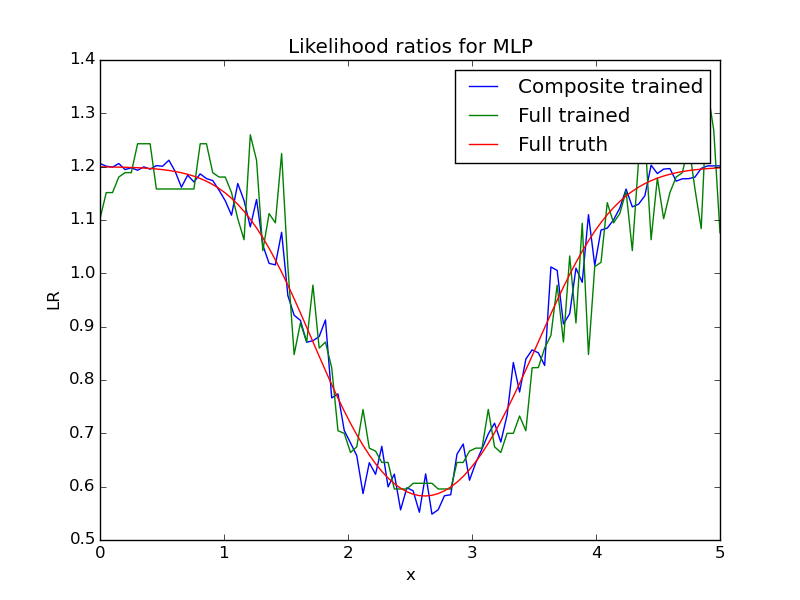 Likelihood ratios for MLP
1.4
1.3
1.2
1.1
1.0
0.9
0.8
0.7
0.6
0.5
LR
Composite trained
Full trained
Full truth
0
1
2
3
4
5
x